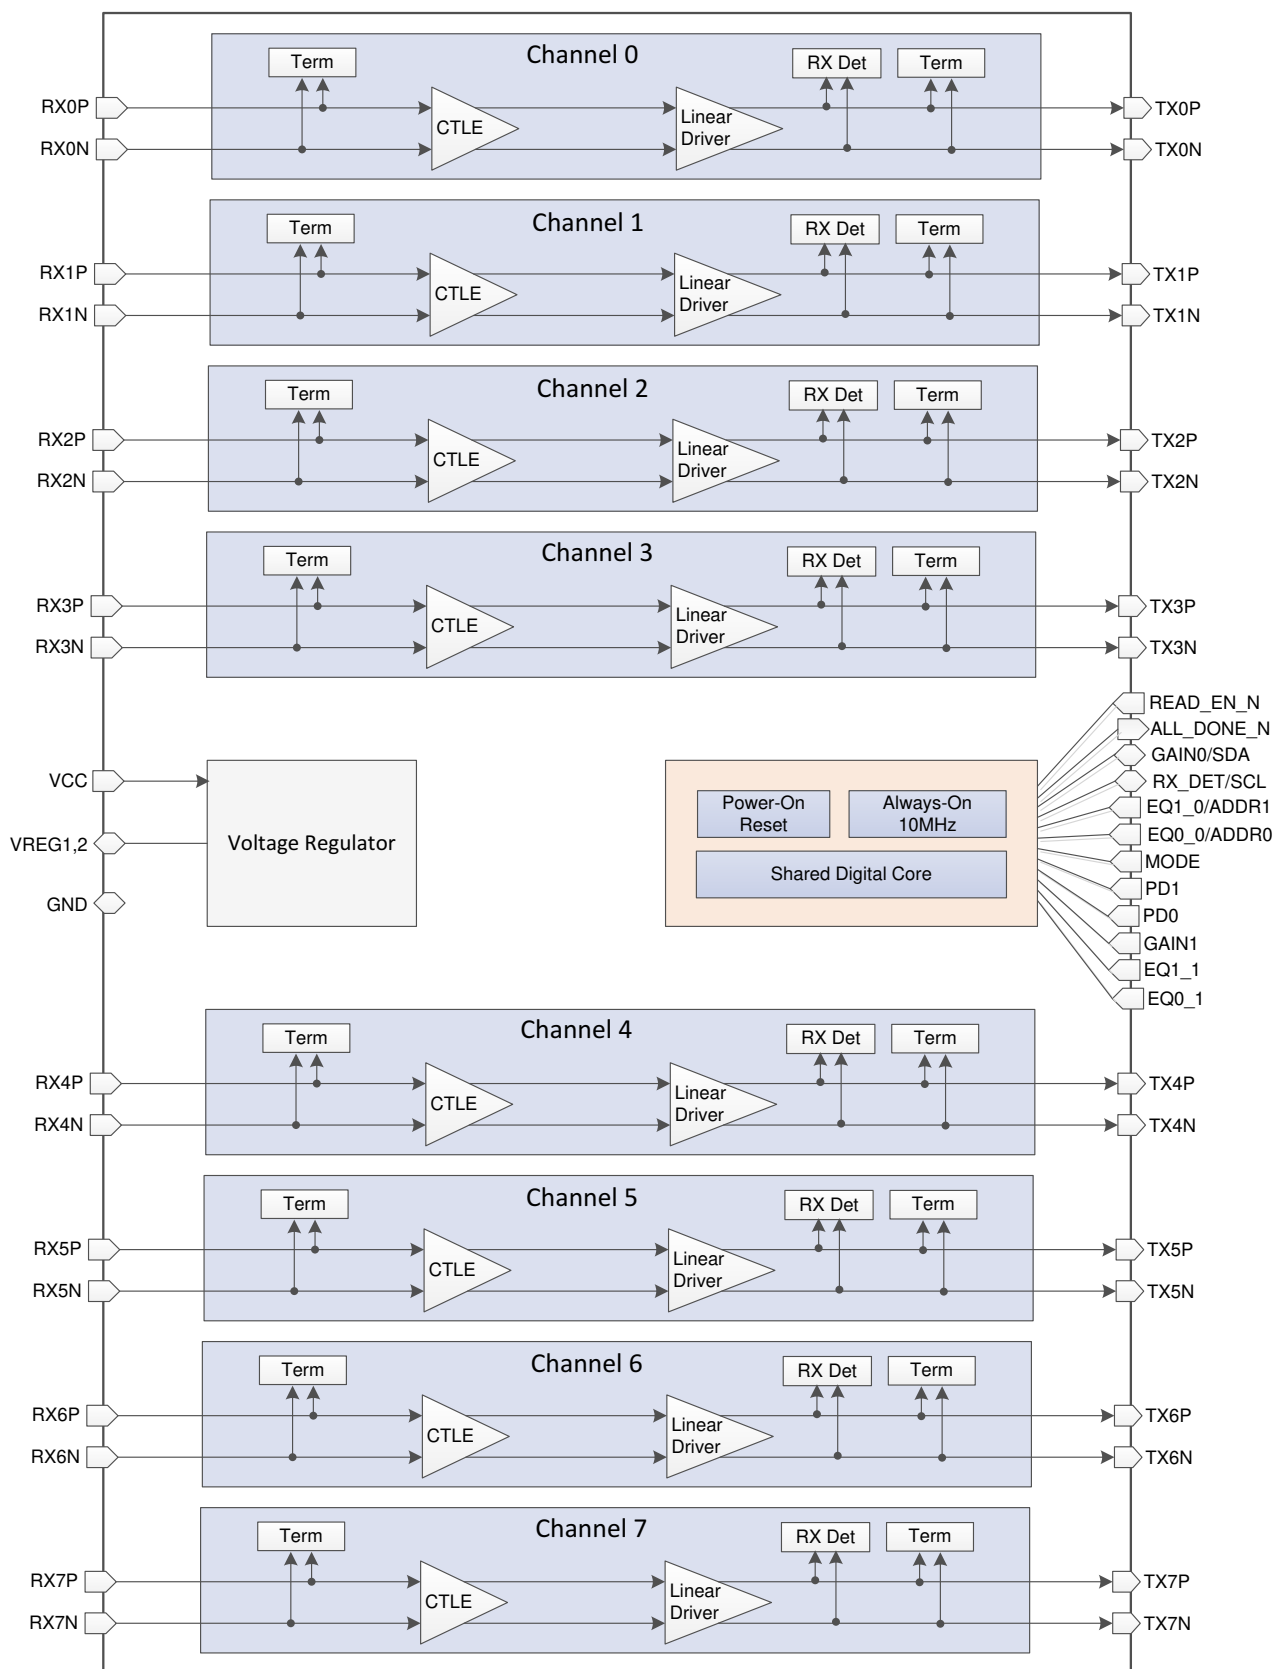 Channel 0
Term
RX Det
Term
RX0P
CTLE
Linear
Driver
TX0P
RX0N
TX0N
Channel 1
Term
RX Det
Term
RX1P
CTLE
Linear
Driver
TX1P
RX1N
TX1N
Channel 2
Term
RX Det
Term
RX2P
CTLE
Linear
Driver
TX2P
RX2N
TX2N
Channel 3
Term
RX Det
Term
RX3P
CTLE
Linear
Driver
TX3P
RX3N
TX3N
VCC
VREG1,2
GND
Voltage Regulator
Power-On
Reset
Always-On
10MHz
Shared Digital Core
READ_EN_N
ALL_DONE_N
GAIN0/SDA
RX_DET/SCL
EQ1_0/ADDR1
EQ0_0/ADDR0
MODE
PD1
PD0
GAIN1
EQ1_1
EQ0_1
Channel 4
Term
RX Det
Term
RX4P
CTLE
Linear
Driver
TX4P
RX4N
TX4N
Channel 5
Term
RX Det
Term
RX5P
CTLE
Linear
Driver
TX5P
RX5N
TX5N
Channel 6
Term
RX Det
Term
RX6P
CTLE
Linear
Driver
TX6P
RX6N
TX6N
Channel 7
Term
RX Det
Term
RX7P
CTLE
Linear
Driver
TX7P
RX7N
TX7N